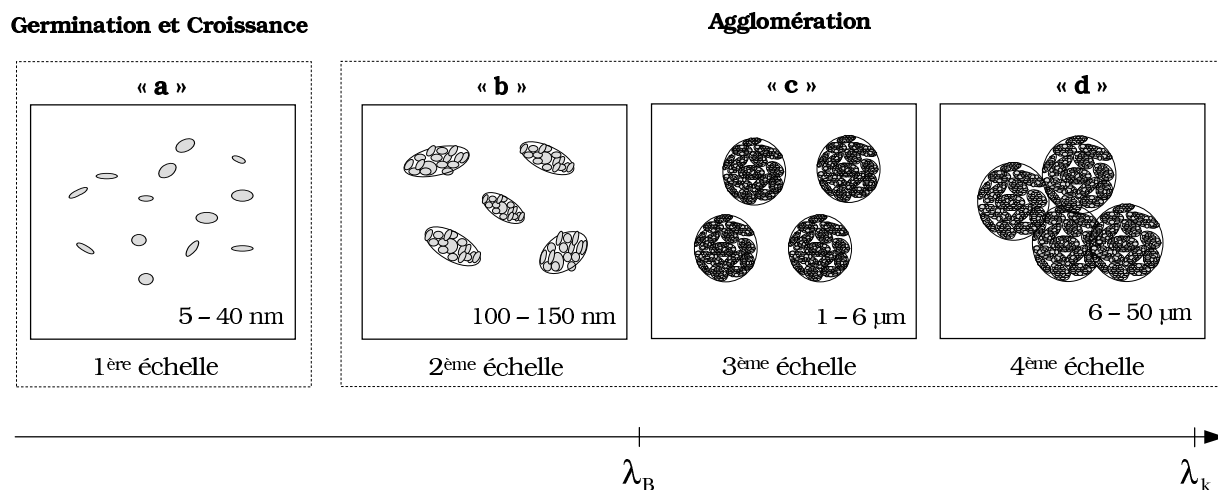 Germination et Croissance
Agglomération
« a »
« b »
« c »
« d »
5 – 40 nm
100 – 150 nm
1 – 6 µm
6 – 50 µm
1ère échelle
2ème échelle
3ème échelle
4ème échelle
λB
λk